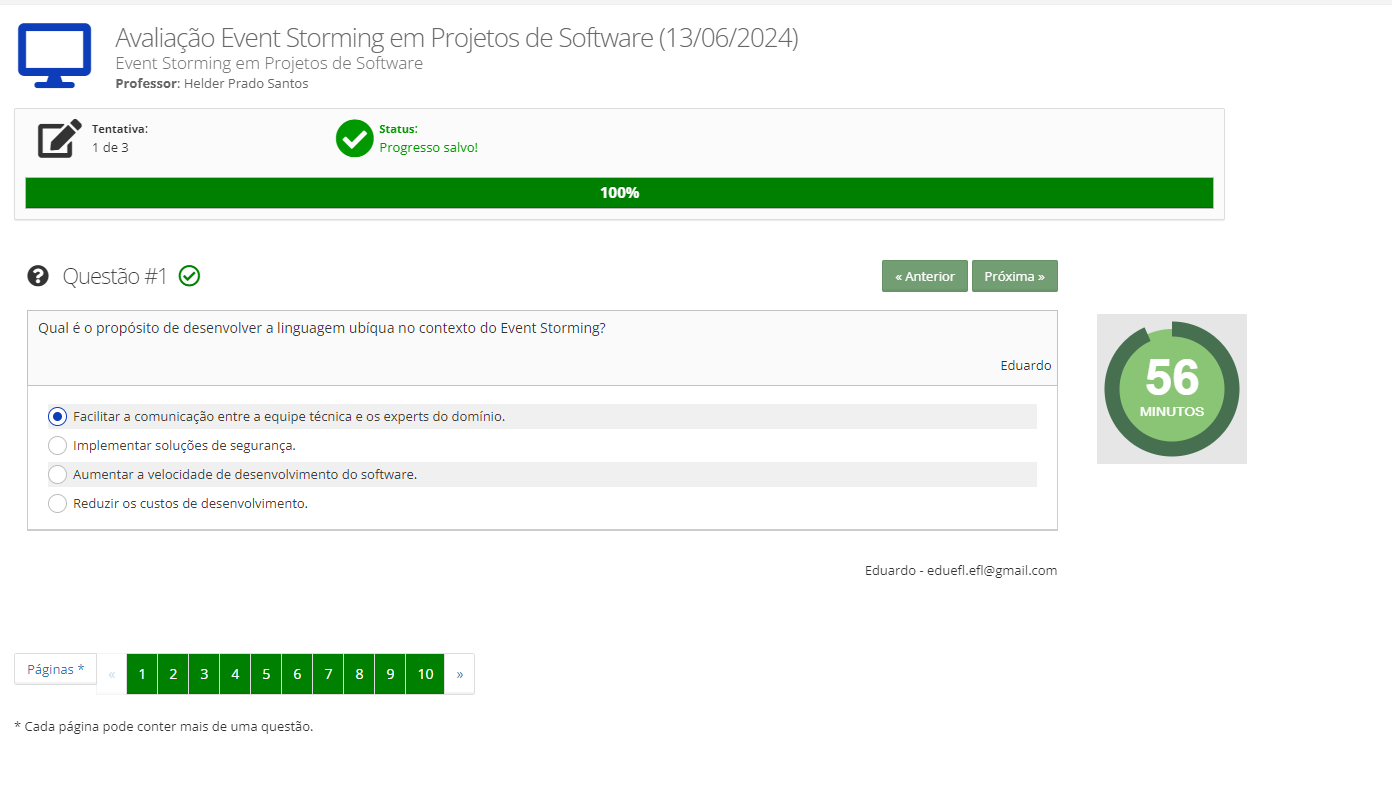 Avaliação Event Storming em Projetos de Software (13/06/2024)
Event Storming em Projetos de Software
Professor: Helder Prado Santos
Tentativa:
1 de 3
Status:
Progresso salvo!
100%
Questão #1
« Anterior
Próxima »
Qual é o propósito de desenvolver a linguagem ubíqua no contexto do Event Storming?
Eduardo
56
MINUTOS
Facilitar a comunicação entre a equipe técnica e os experts do domínio.
Implementar soluções de segurança.
Aumentar a velocidade de desenvolvimento do software.
Reduzir os custos de desenvolvimento.
Eduardo - eduefl.efl@gmail.com
Páginas * « 1 2 3 4 5 6 7 8 9 10 »
* Cada página pode conter mais de uma questão.